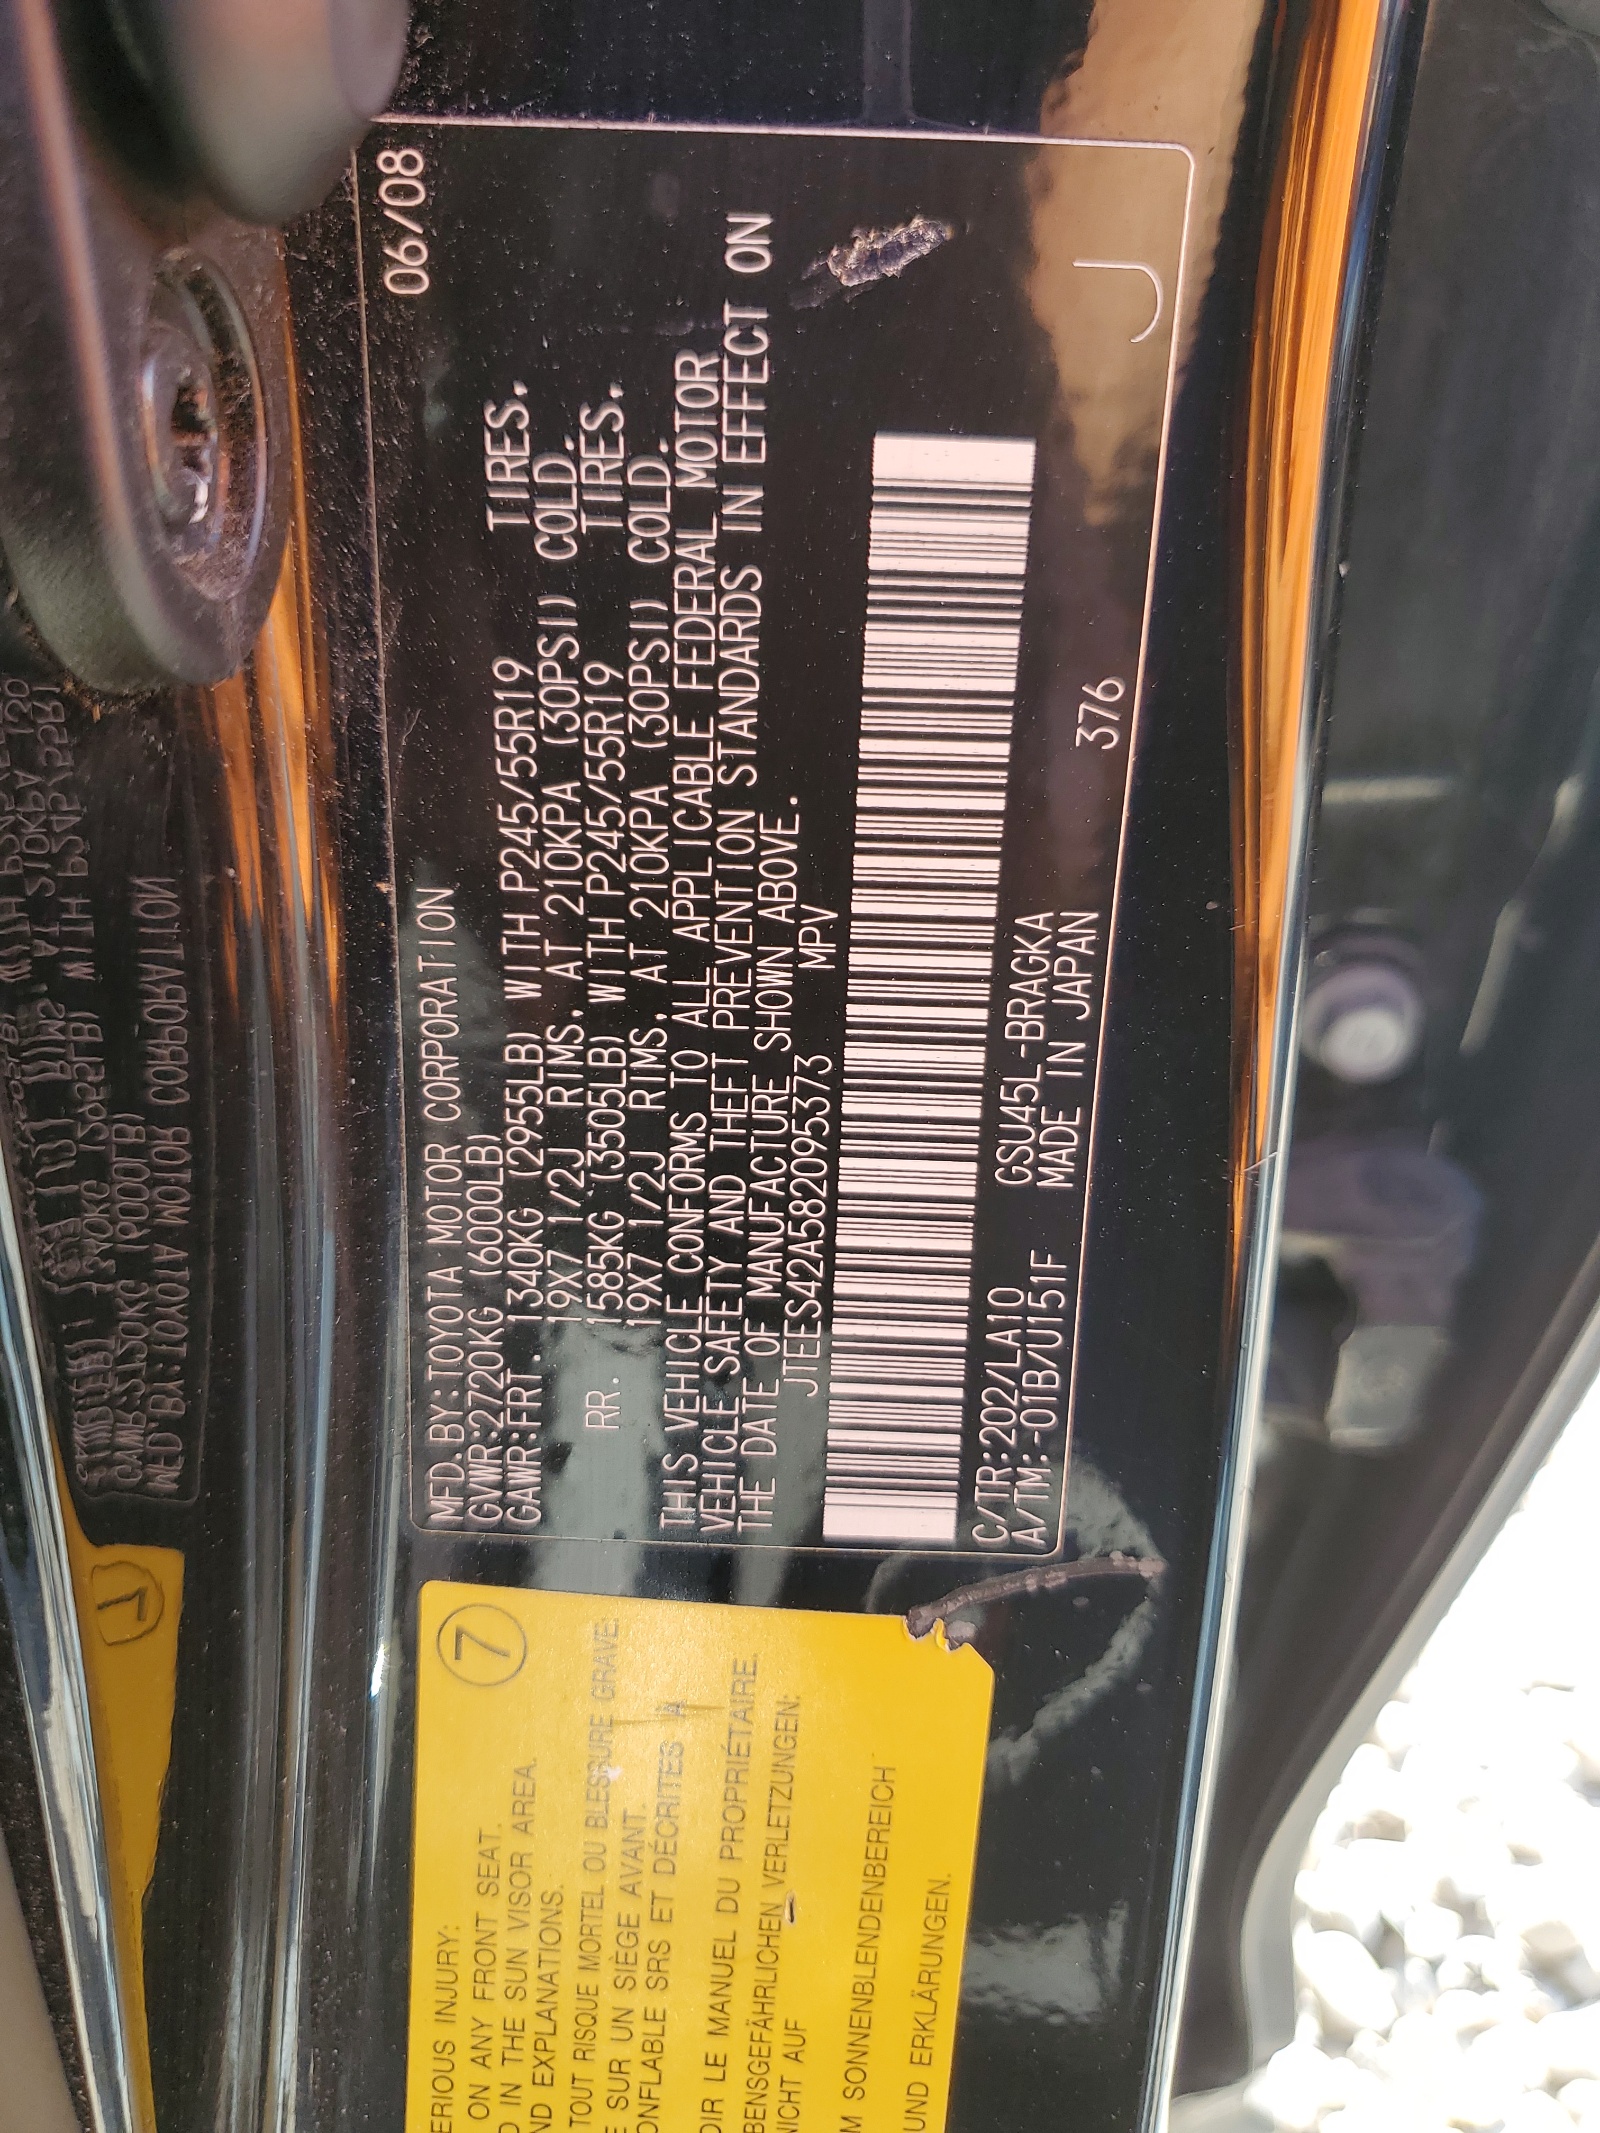 MFD.BY:TOYOTA MOTOR CORPORATION 06/08
GVWR:2720KG (6000LB)
GAWR:FRT. 1340KG (2955LB) WITH P245/55R19 TIRES,
19X7 1/2J RIMS, AT 210KPA (30PSI) COLD.
RR. 1585KG (3505LB) WITH P245/55R19 TIRES,
19X7 1/2J RIMS, AT 210KPA (30PSI) COLD.
THIS VEHICLE CONFORMS TO ALL APPLICABLE FEDERAL MOTOR
VEHICLE SAFETY AND THEFT PREVENTION STANDARDS IN EFFECT ON
THE DATE OF MANUFACTURE SHOWN ABOVE.
JTEES42A582095373 MPV
C/TR:202/LA10 GSU45L-BRAGKA
A/TM:-01B/U151F MADE IN JAPAN 376
J
7
ERIOUS INJURY:
ON ANY FRONT SEAT.
D IN THE SUN VISOR AREA.
ND EXPLANATIONS.
TOUT RISQUE MORTEL OU BLESSURE GRAVE:
E SUR UN SIÈGE AVANT.
ONFLABLE SRS ET DÉCRITES À
OIR LE MANUEL DU PROPRIÉTAIRE.
BENSGEFÄHRLICHEN VERLETZUNGEN:
NICHT AUF
M SONNENBLENDENBEREICH
UND ERKLÄRUNGEN.